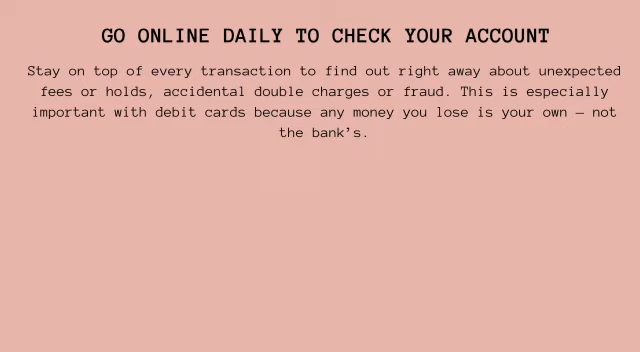 GO ONLINE DAILY TO CHECK YOUR ACCOUNT
Stay on top of every transaction to find out right away about unexpected
fees or holds, accidental double charges or fraud. This is especially
important with debit cards because any money you lose is your own — not
the bank’s.